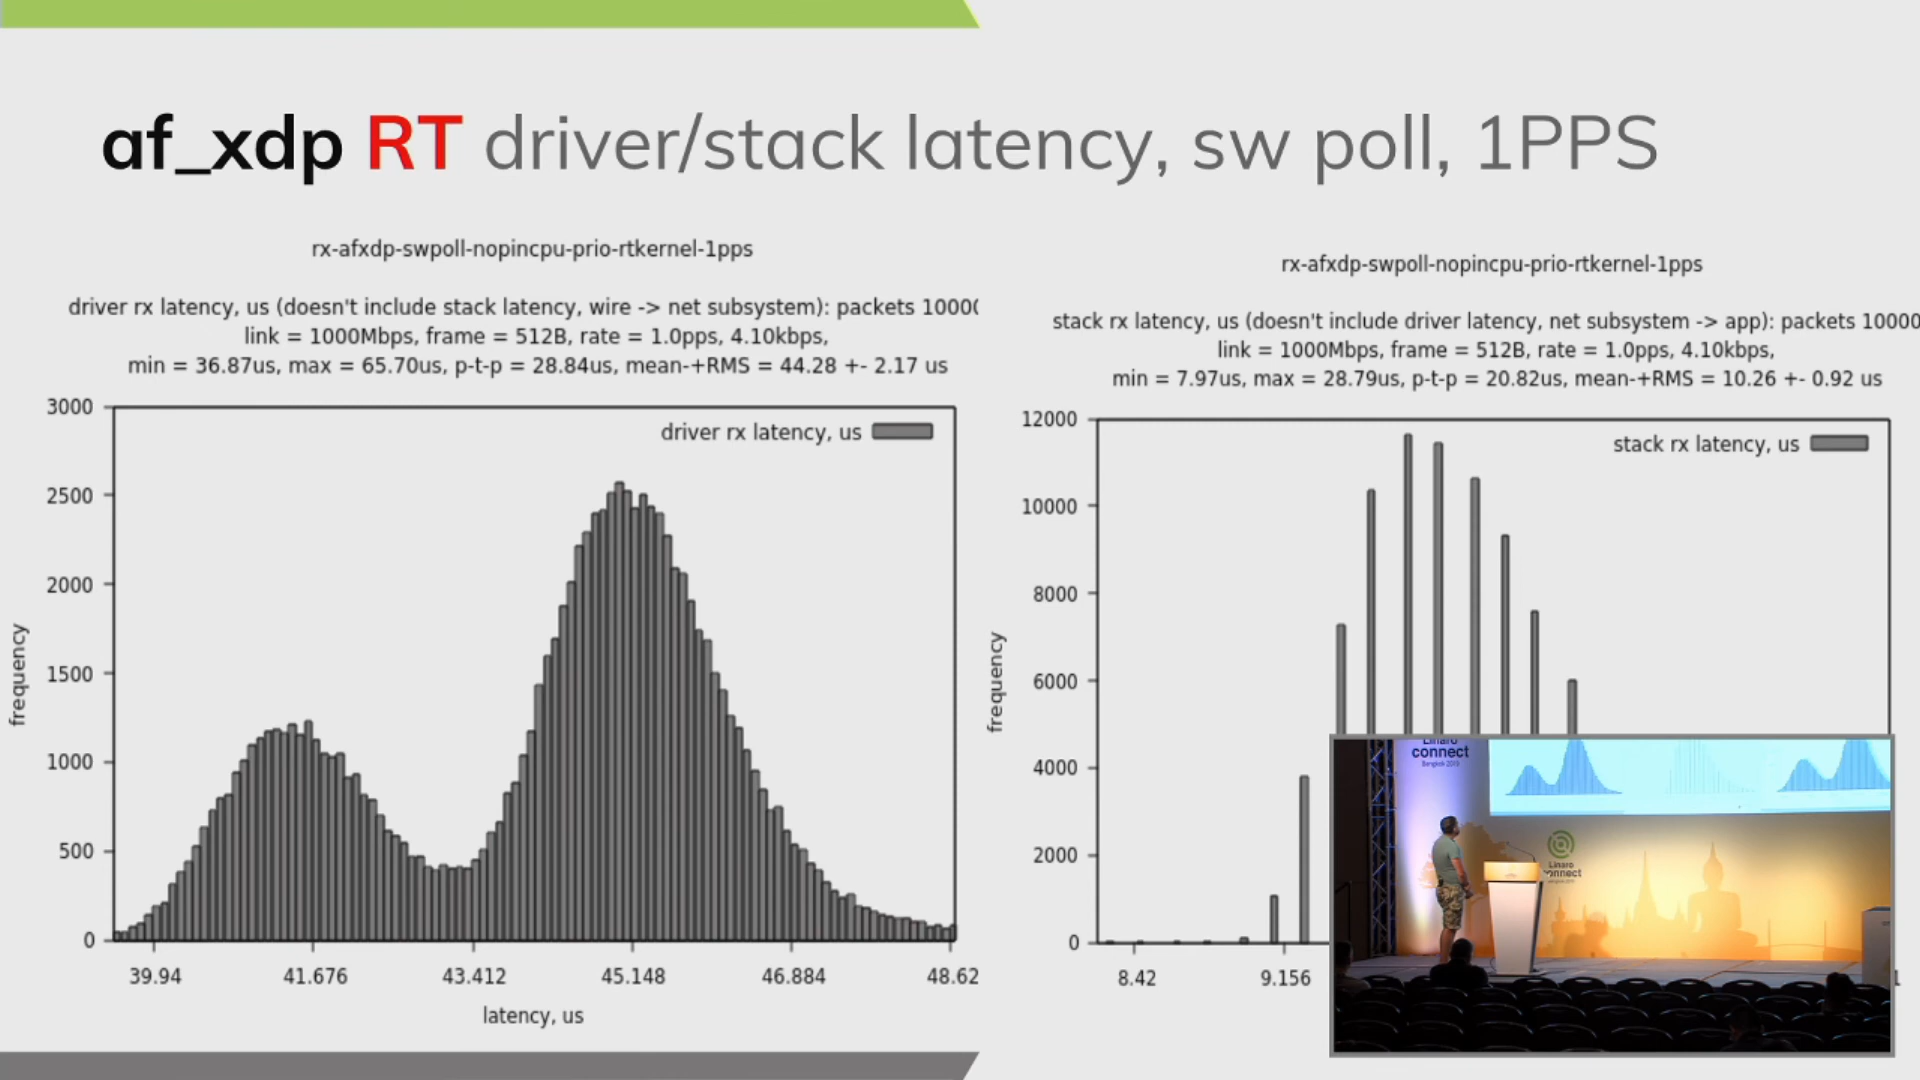 af_xdp RT driver/stack latency, sw poll, 1PPS
rx-afxdp-swpoll-nopincpu-prio-rtkernel-1pps
driver rx latency, us (doesn't include stack latency, wire -> net subsystem): packets 10000
link = 1000Mbps, frame = 512B, rate = 1.0pps, 4.10kbps,
min = 36.87us, max = 65.70us, p-t-p = 28.84us, mean-+RMS = 44.28 +- 2.17 us
driver rx latency, us
3000
2500
2000
1500
1000
500
0
frequency
39.94 41.676 43.412 45.148 46.884 48.62
latency, us
rx-afxdp-swpoll-nopincpu-prio-rtkernel-1pps
stack rx latency, us (doesn't include driver latency, net subsystem -> app): packets 10000
link = 1000Mbps, frame = 512B, rate = 1.0pps, 4.10kbps,
min = 7.97us, max = 28.79us, p-t-p = 20.82us, mean-+RMS = 10.26 +- 0.92 us
stack rx latency, us
12000
10000
8000
6000
4000
2000
0
frequency
8.42 9.156
Linaro
connect
Bangkok 2019
Linaro
connect